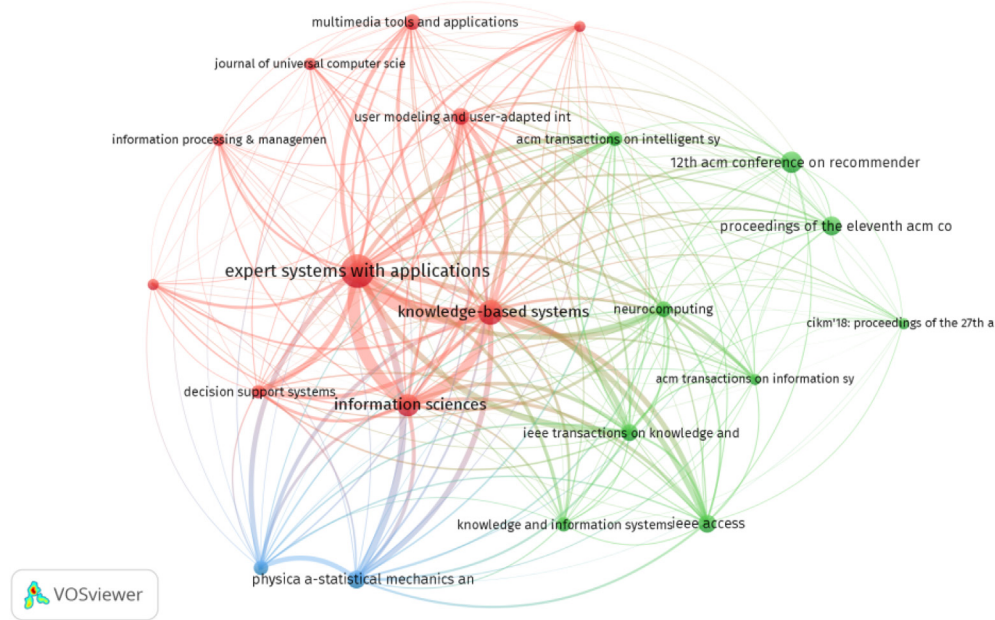 multimedia tools and applications
journal of universal computer scie
user modeling and user-adapted int
information processing & managemen
acm transactions on intelligent sy
12th acm conference on recommender
proceedings of the eleventh acm co
expert systems with applications
knowledge-based systems
neurocomputing
cikm'18: proceedings of the 27th a
acm transactions on information sy
decision support systems
information sciences
ieee transactions on knowledge and
knowledge and information systems
ieee access
physica a-statistical mechanics an
VOSviewer